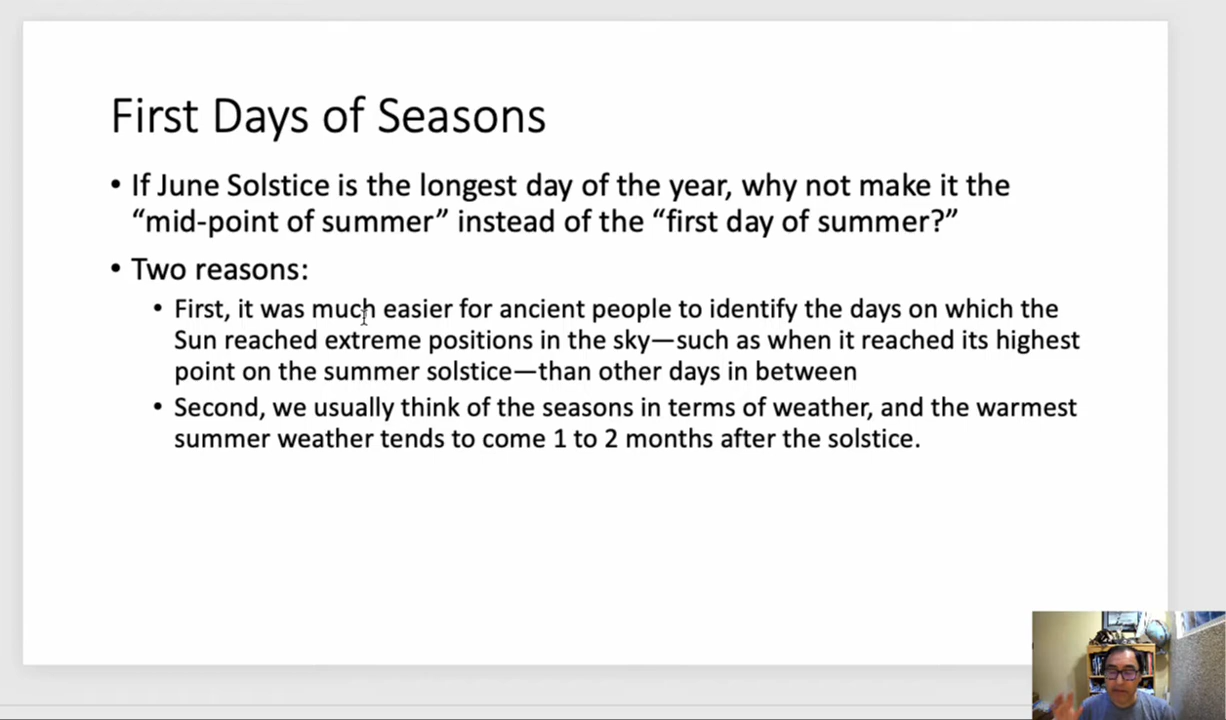 First Days of Seasons
• If June Solstice is the longest day of the year, why not make it the
“mid-point of summer” instead of the “first day of summer?”
• Two reasons:
• First, it was much easier for ancient people to identify the days on which the
Sun reached extreme positions in the sky—such as when it reached its highest
point on the summer solstice—than other days in between
• Second, we usually think of the seasons in terms of weather, and the warmest
summer weather tends to come 1 to 2 months after the solstice.